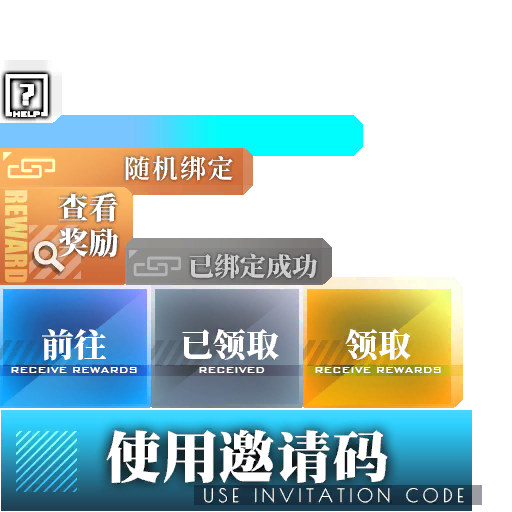 ?
HELP
随机绑定
REWARD
查看
奖励
已绑定成功
前往
RECEIVE REWARDS
已领取
RECEIVED
领取
RECEIVE REWARDS
使用邀请码
USE INVITATION CODE